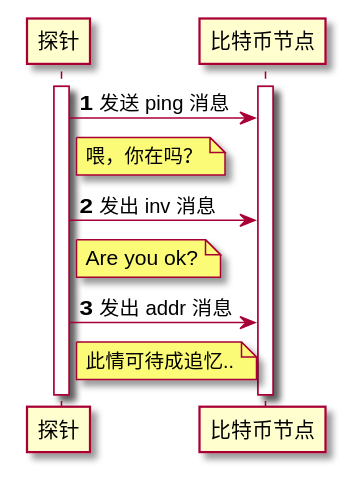 探针 比特币节点
1 发送 ping 消息
喂，你在吗？
2 发出 inv 消息
Are you ok?
3 发出 addr 消息
此情可待成追忆..
探针 比特币节点